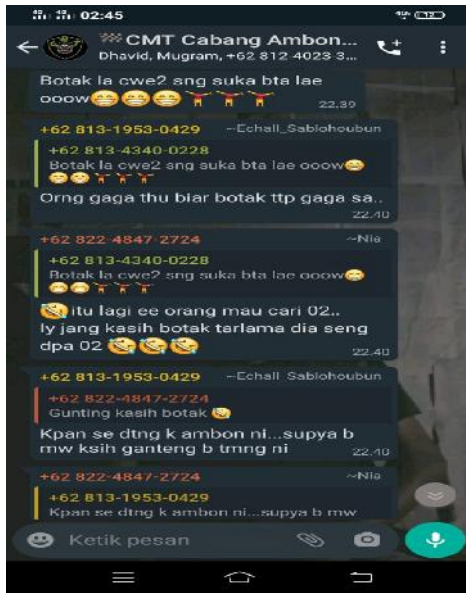 02:45
CMT Cabang Ambon...
Dhavid, Mugram, +62 812-4023-3...
Botak la cwe2 sng suka bta lae
ooow😁😁😁
22.39
+62 813-1953-0429 ~Echall_Sablohoubun
+62 813-4340-0228
Botak la cwe2 sng suka bta lae ooow😁
😁😁
Orng gaga thu biar botak ttp gaga sa..
22.40
+62 822-4847-2724 ~Nia
+62 813-4340-0228
Botak la cwe2 sng suka bta lae ooow😁
😁😁
🤣itu lagi ee orang mau cari 02..
Iy jang kasih botak tarlama dia seng
dpa 02 🤣🤣🤣
22.40
+62 813-1953-0429 ~Echall_Sablohoubun
+62 822-4847-2724
Gunting kasih botak 🤣
Kpan se dtng k ambon ni...supya b
mw ksih ganteng b tmng ni
22.40
+62 822-4847-2724 ~Nia
+62 813-1953-0429
Kpan se dtng k ambon ni...supya b mw
Ketik pesan